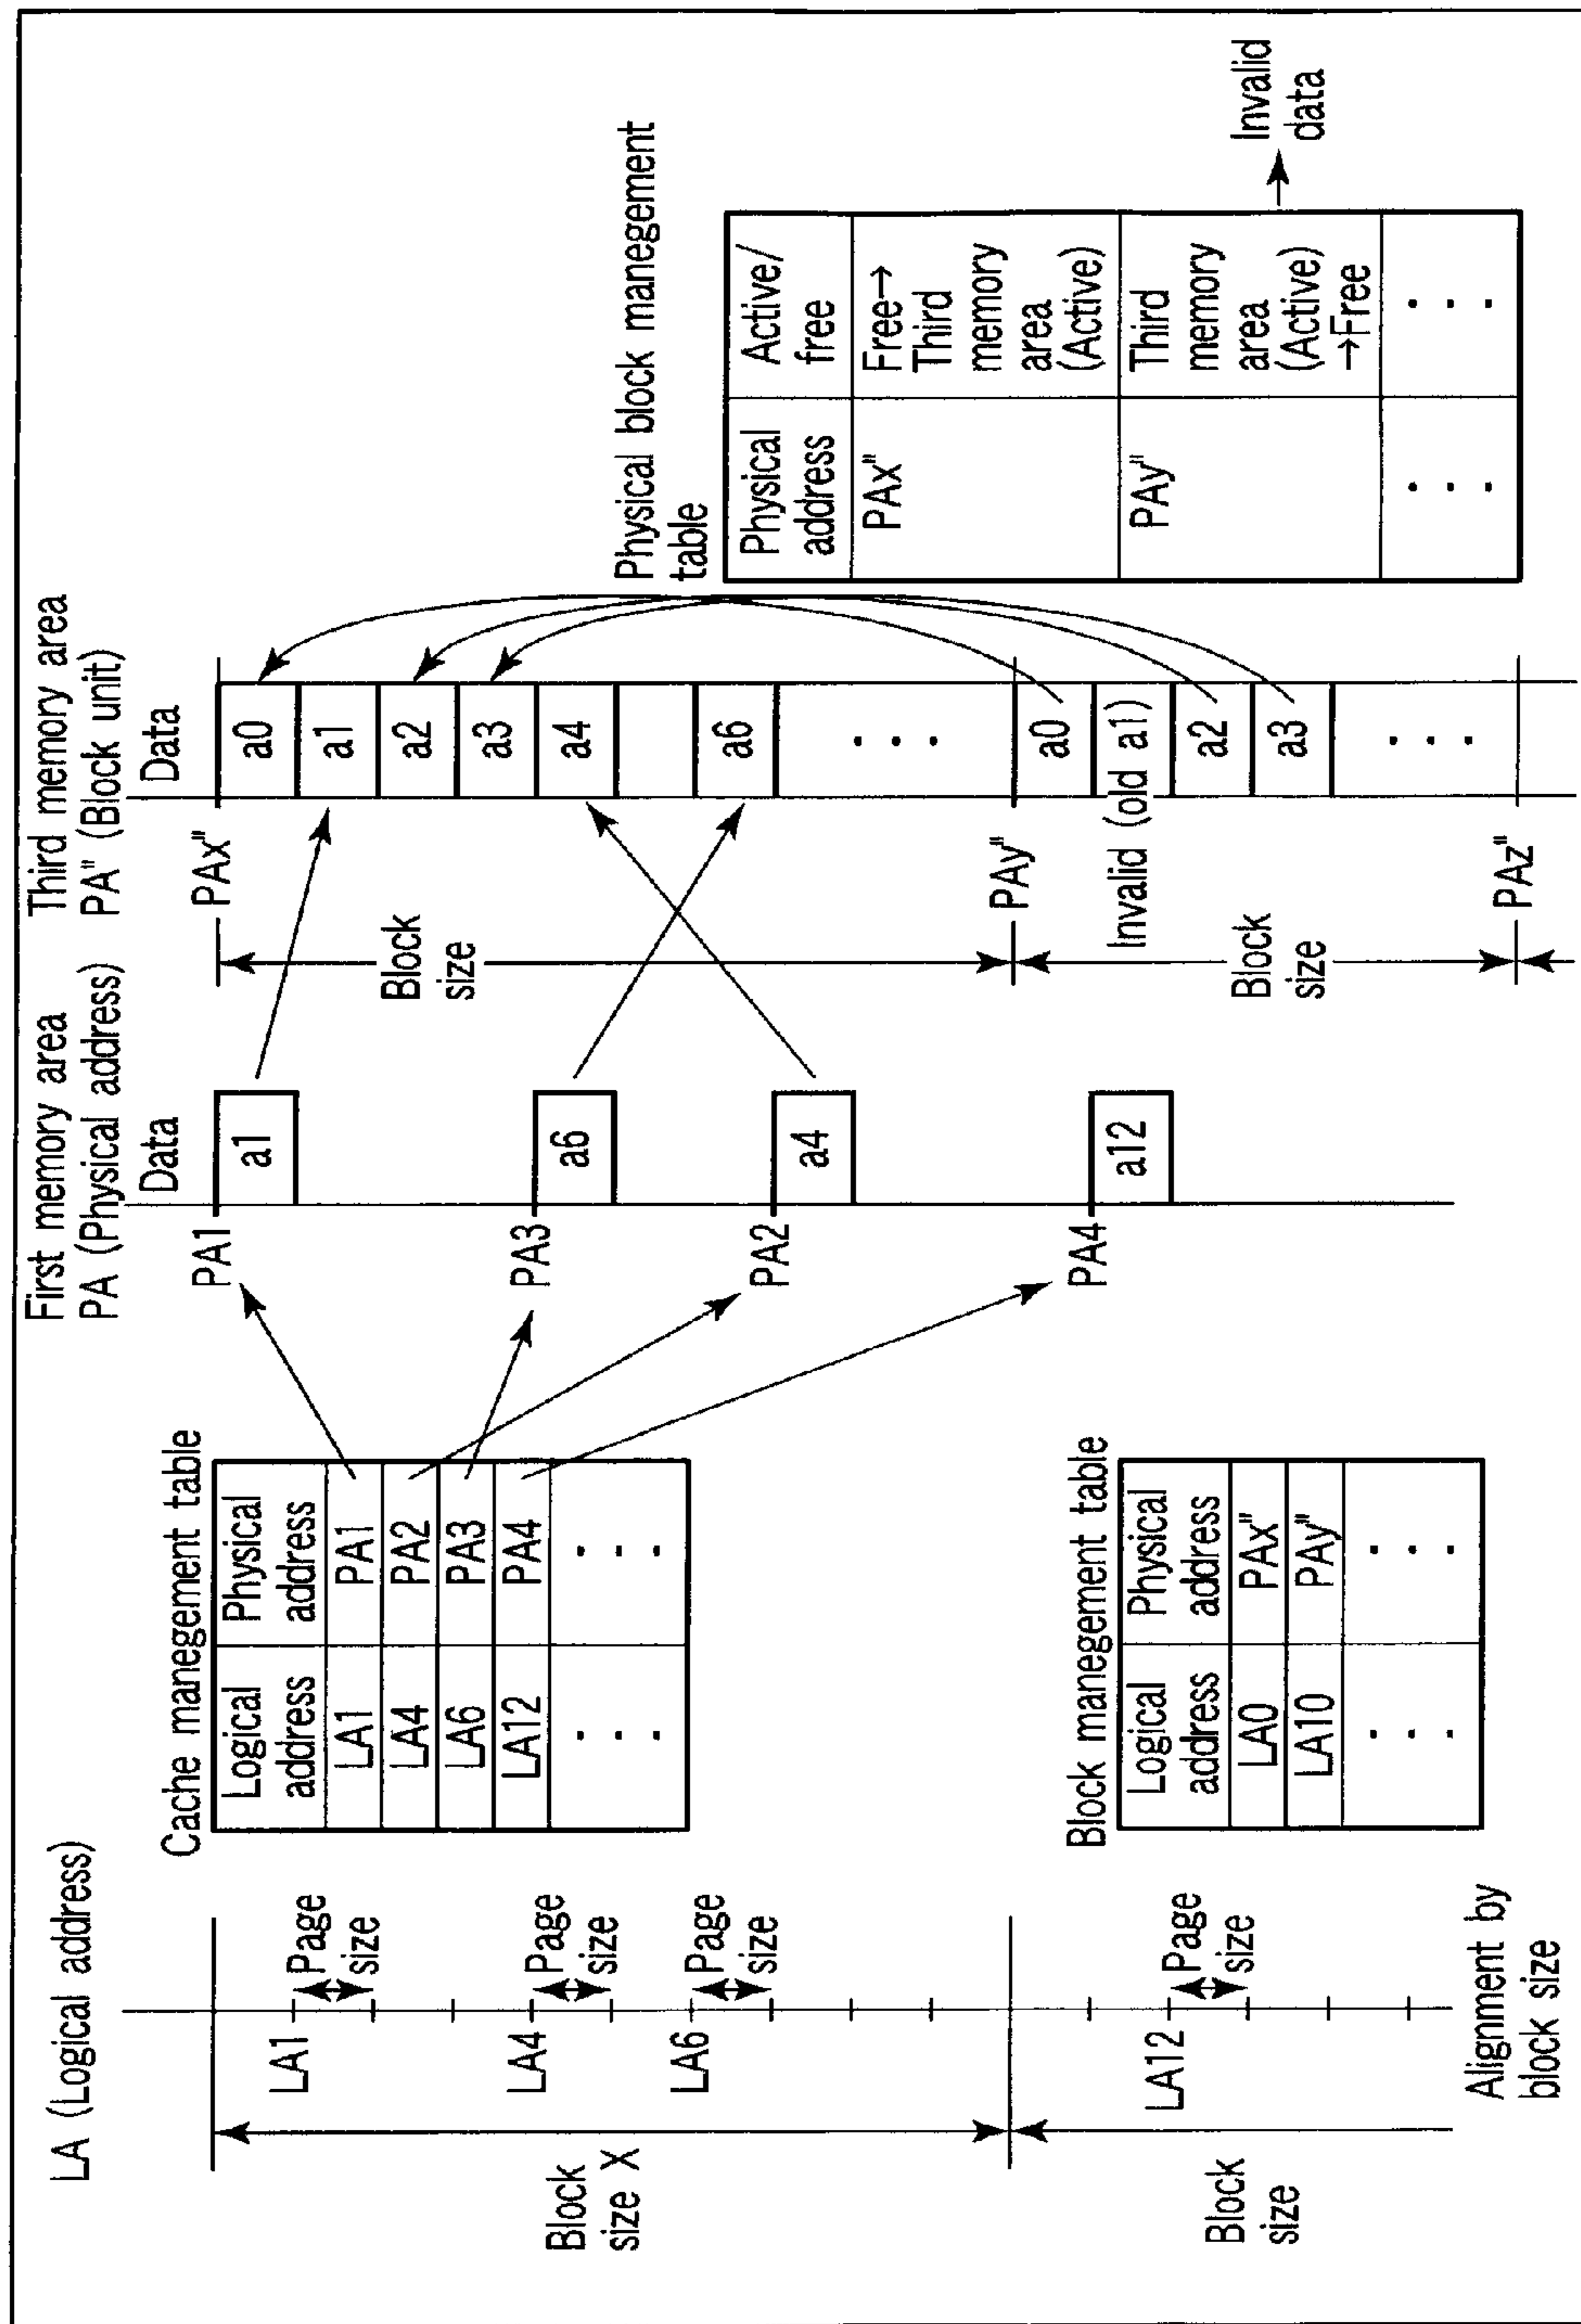 LA (Logical address)
LA1
Page
size
LA4
Page
size
LA6
Page
size
LA12
Page
size
Block
size X
Block
size
Alignment by
block size
Cache manegement table
Logical
address
Physical
address
LA1
PA1
LA4
PA2
LA6
PA3
LA12
PA4
. . .
. . .
Block manegement table
Logical
address
Physical
address
LA0
PAx"
LA10
PAy"
. . .
. . .
First memory area
PA (Physical address)
Data
PA1
a1
PA3
a6
PA2
a4
PA4
a12
Third memory area
PA" (Block unit)
Data
PAx"
a0
a1
a2
a3
a4
a6
. . .
Block
size
PAy"
a0
Invalid (old a1)
a2
a3
. . .
Block
size
PAz"
Physical block manegement
table
Physical
address
Active/
free
PAx"
Free→
Third
memory
area
(Active)
PAy"
Third
memory
area
(Active)
→Free
. . .
. . .
Invalid
data